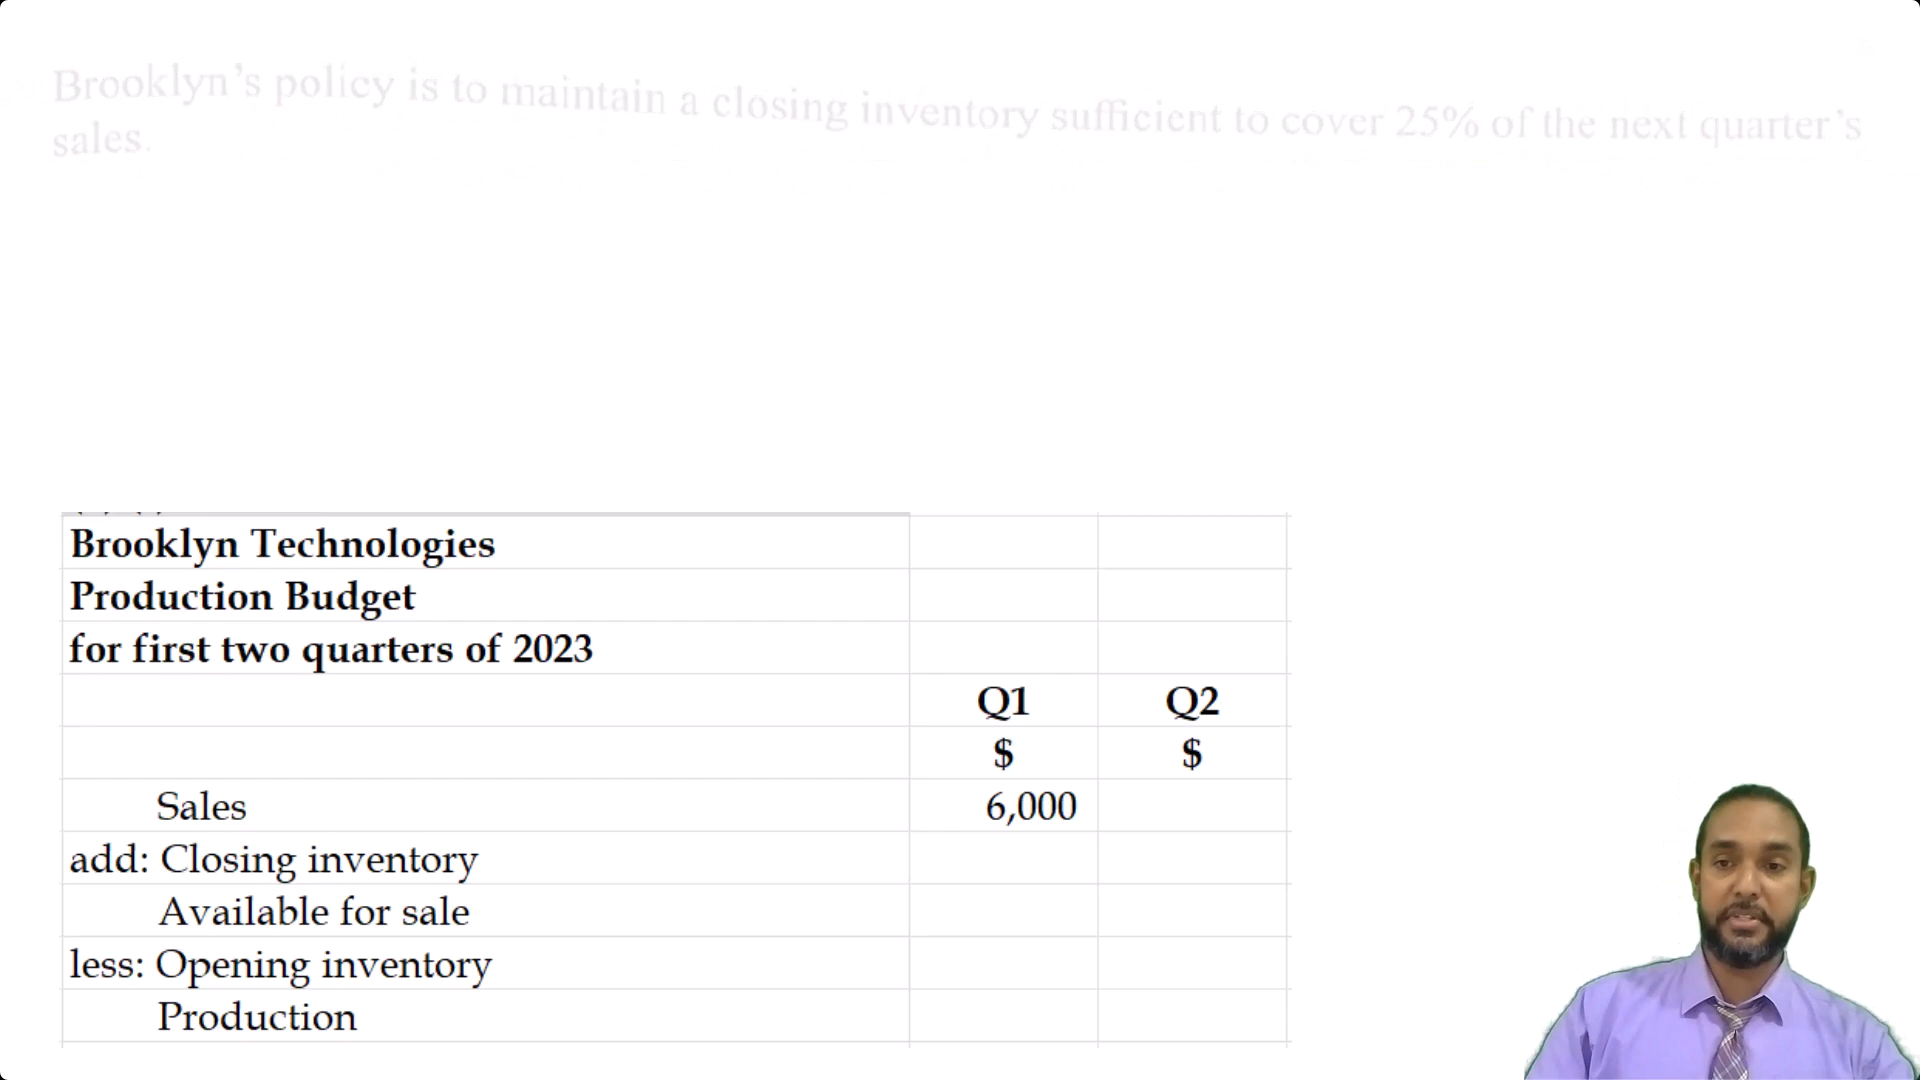 Brooklyn’s policy is to maintain a closing inventory sufficient to cover 25% of the next quarter’s
sales.
Brooklyn Technologies
Production Budget
for first two quarters of 2023
Q1 Q2
$ $
Sales 6,000
add: Closing inventory
Available for sale
less: Opening inventory
Production